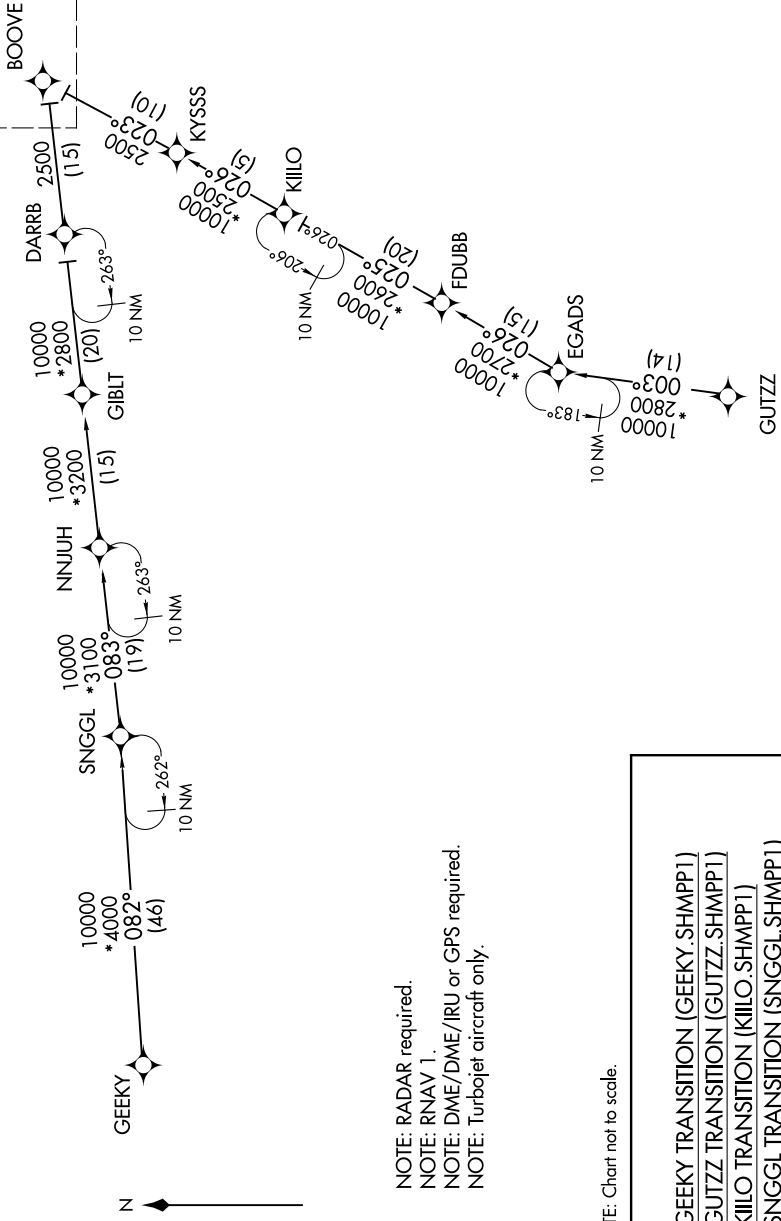 BOOVE
2500
(15)
DARRB
263°
10 NM
10000
*2800
(20)
GIBLT
10000
*3200
(15)
NNJUH
263°
10 NM
10000
*3100
083°
(19)
SNGGL
262°
10 NM
10000
*4000
082°
(46)
GEEKY
N
(10)
023°
2500
KYSSS
(5)
026°
*2500
10000
KIILO
026°
206°
10 NM
(20)
025°
*2600
10000
FDUBB
(15)
026°
*2700
10000
EGADS
183°
10 NM
(14)
003°
*2800
10000
GUTZZ
NOTE: RADAR required.
NOTE: RNAV 1.
NOTE: DME/DME/IRU or GPS required.
NOTE: Turbojet aircraft only.
TE: Chart not to scale.
GEEKY TRANSITION (GEEKY.SHMPP1)
GUTZZ TRANSITION (GUTZZ.SHMPP1)
KIILO TRANSITION (KIILO.SHMPP1)
SNGGL TRANSITION (SNGGL.SHMPP1)